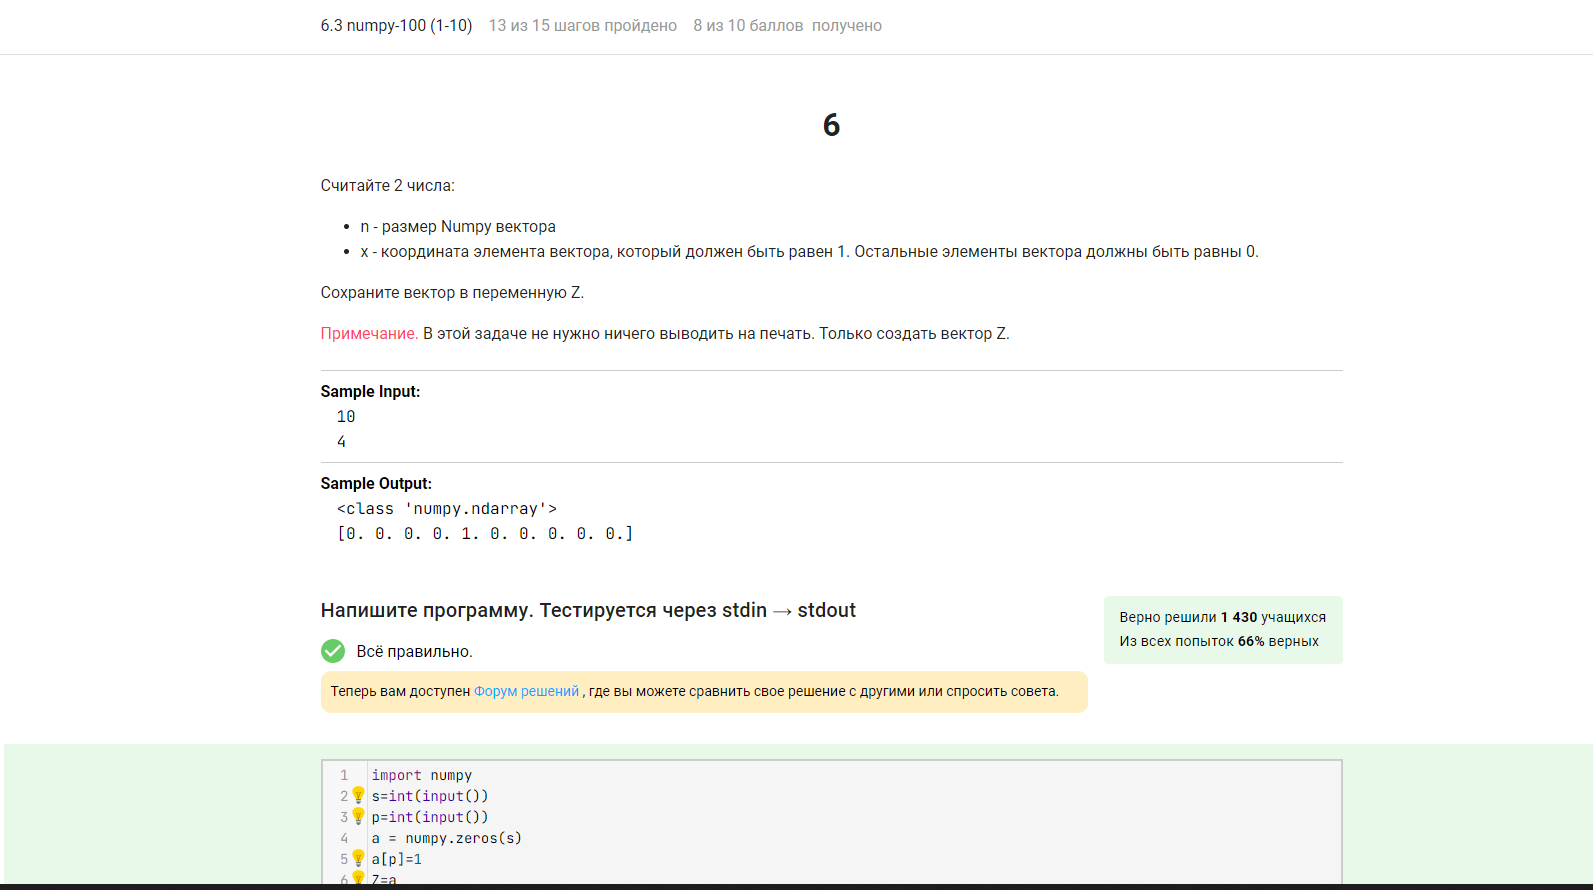 6.3 numpy-100 (1-10) 13 из 15 шагов пройдено 8 из 10 баллов получено
6
Считайте 2 числа:
• n - размер Numpy вектора
• x - координата элемента вектора, который должен быть равен 1. Остальные элементы вектора должны быть равны 0.
Сохраните вектор в переменную Z.
Примечание. В этой задаче не нужно ничего выводить на печать. Только создать вектор Z.
Sample Input:
10
4
Sample Output:
<class 'numpy.ndarray'>
[0. 0. 0. 0. 1. 0. 0. 0. 0. 0.]
Напишите программу. Тестируется через stdin → stdout
Верно решили 1 430 учащихся
Из всех попыток 66% верных
Всё правильно.
Теперь вам доступен Форум решений , где вы можете сравнить свое решение с другими или спросить совета.
1 import numpy
2 s=int(input())
3 p=int(input())
4 a = numpy.zeros(s)
5 a[p]=1
6 Z=a